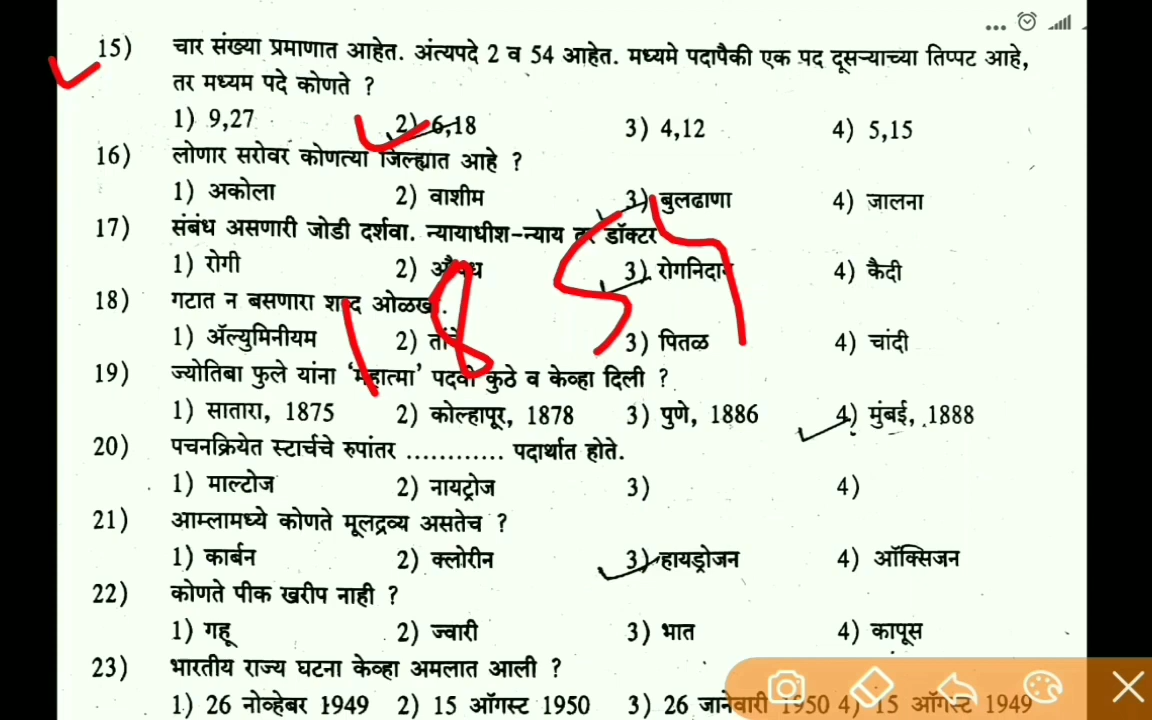 15) चार संख्या प्रमाणात आहेत. अंत्यपदे 2 व 54 आहेत. मध्यमे पदापैकी एक पद दूसऱ्याच्या तिप्पट आहे,
तर मध्यम पदे कोणते ?
1) 9,27 2) 6,18 3) 4,12 4) 5,15
16) लोणार सरोवर कोणत्या जिल्ह्यात आहे ?
1) अकोला 2) वाशीम 3) बुलढाणा 4) जालना
17) संबंध असणारी जोडी दर्शवा. न्यायाधीश-न्याय तर डॉक्टर
1) रोगी 2) औषध 3) रोगनिदान 4) कैदी
18) गटात न बसणारा शब्द ओळखा.
1) ॲल्युमिनीयम 2) तांबे 3) पितळ 4) चांदी
19) ज्योतिबा फुले यांना 'महात्मा' पदवी कुठे व केव्हा दिली ?
1) सातारा, 1875 2) कोल्हापूर, 1878 3) पुणे, 1886 4) मुंबई, 1888
20) पचनक्रियेत स्टार्चचे रुपांतर ............ पदार्थात होते.
1) माल्टोज 2) नायट्रोज 3) 4)
21) आम्लामध्ये कोणते मूलद्रव्य असतेच ?
1) कार्बन 2) क्लोरीन 3) हायड्रोजन 4) ऑक्सिजन
22) कोणते पीक खरीप नाही ?
1) गहू 2) ज्वारी 3) भात 4) कापूस
23) भारतीय राज्य घटना केव्हा अमलात आली ?
1) 26 नोव्हेबर 1949 2) 15 ऑगस्ट 1950 3) 26 जानेवारी 1950 4) 15 ऑगस्ट 1949